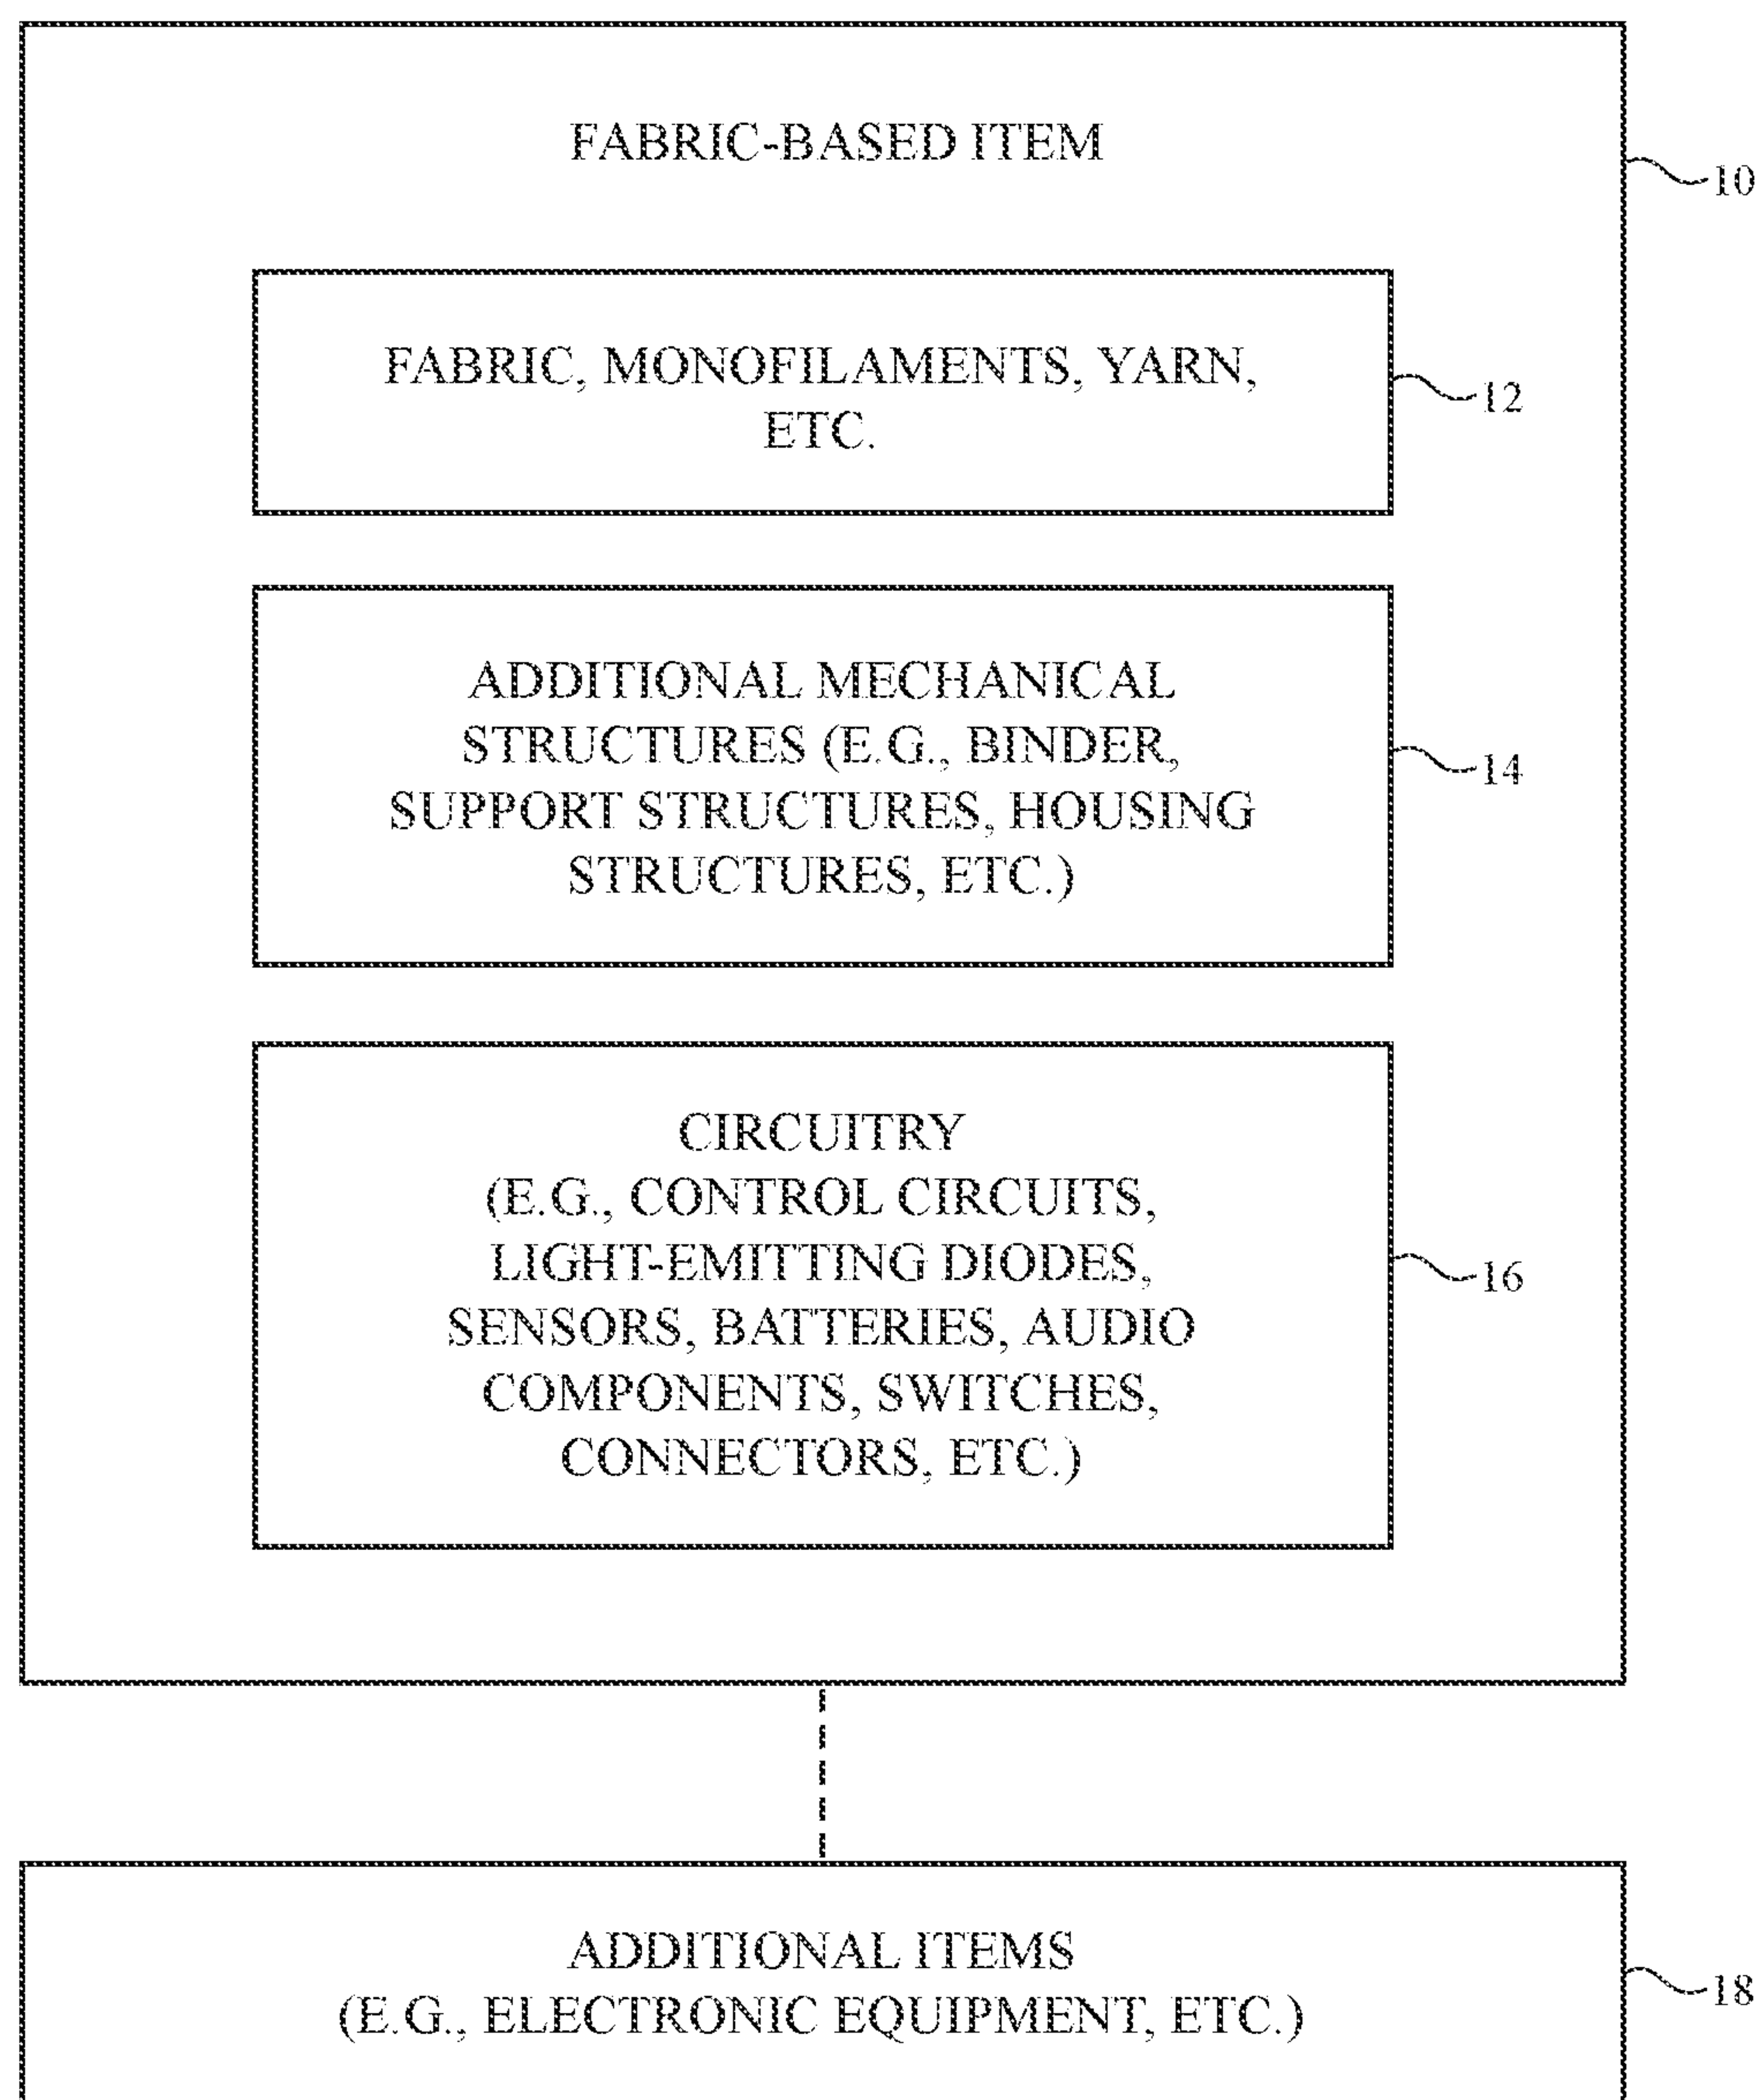 FABRIC-BASED ITEM
10
FABRIC, MONOFILAMENTS, YARN,
ETC.
12
ADDITIONAL MECHANICAL
STRUCTURES (E.G., BINDER,
SUPPORT STRUCTURES, HOUSING
STRUCTURES, ETC.)
14
CIRCUITRY
(E.G., CONTROL CIRCUITS,
LIGHT-EMITTING DIODES,
SENSORS, BATTERIES, AUDIO
COMPONENTS, SWITCHES,
CONNECTORS, ETC.)
16
ADDITIONAL ITEMS
(E.G., ELECTRONIC EQUIPMENT, ETC.)
18